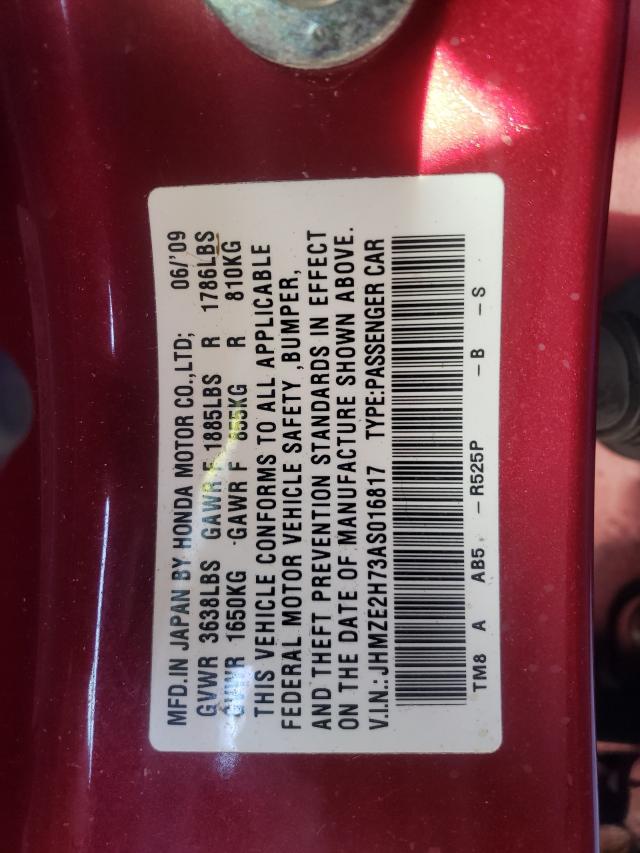 MFD.IN JAPAN BY HONDA MOTOR CO.,LTD; 06/'09
GVWR 3638LBS GAWR F 1885LBS R 1786LBS
GVWR 1650KG GAWR F 855KG R 810KG
THIS VEHICLE CONFORMS TO ALL APPLICABLE
FEDERAL MOTOR VEHICLE SAFETY ,BUMPER,
AND THEFT PREVENTION STANDARDS IN EFFECT
ON THE DATE OF MANUFACTURE SHOWN ABOVE.
V.I.N.: JHMZE2H73AS016817 TYPE:PASSENGER CAR
TM8 A AB5 -R525P -B -S